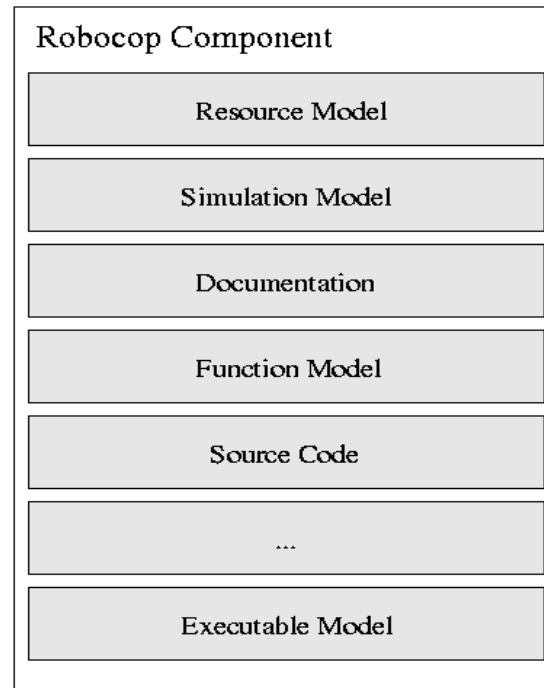 Robocop Component
Resource Model
Simulation Model
Documentation
Function Model
Source Code
...
Executable Model